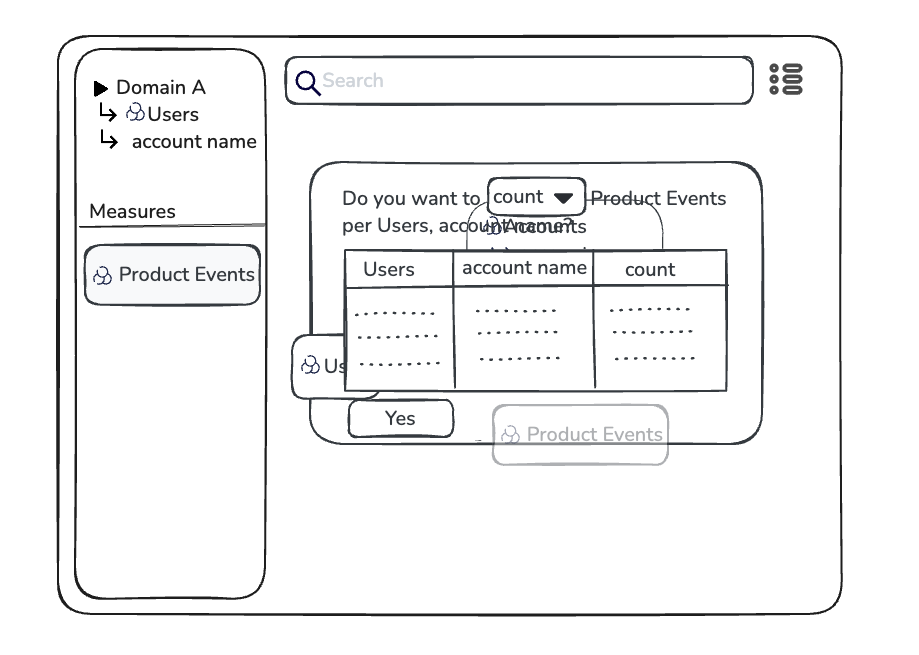 Domain A
Users
account name
Measures
Product Events
Search
Do you want to count Product Events
per Users, account name?
Accounts
Users account name count
Yes
Product Events